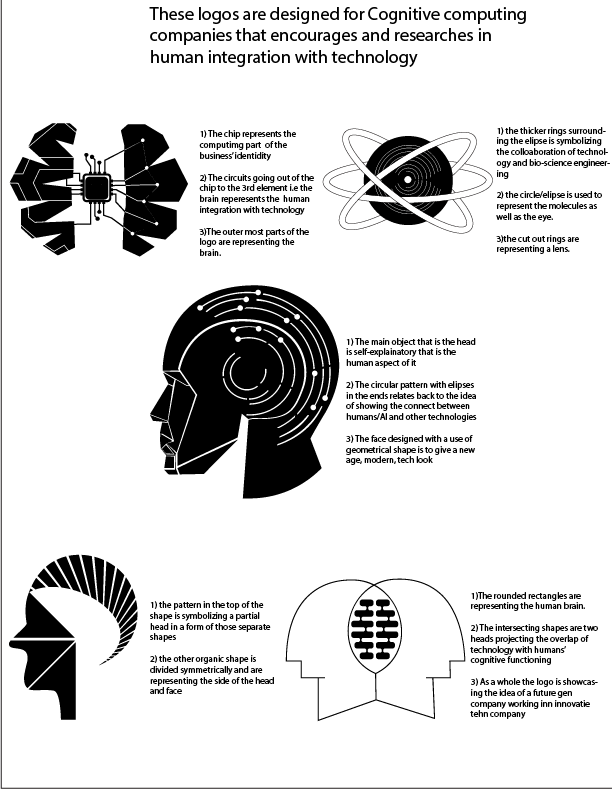 These logos are designed for Cognitive computing
companies that encourages and researches in
human integration with technology
1) The chip represents the
computing part of the
business'identidity
2) The circuits going out of the
chip to the 3rd element i.e the
brain reperesents the human
integration with technology
3)The outer most parts of the
logo are representing the
brain.
1) the thicker rings surround-
ing the elipse is symbolizing
the colloaboration of technol-
ogy and bio-science engineer-
ing
2) the circle/elipse is used to
represent the molecules as
well as the eye.
3)the cut out rings are
representing a lens.
1) The main object that is the head
is self-explainatory that is the
human aspect of it
2) The circular pattern with elipses
in the ends relates back to the idea
of showing the connect between
humans/AI and other technologies
3) The face designed with a use of
geometrical shape is to give a new
age, modern, tech look
1) the pattern in the top of the
shape is symbolizing a partial
head in a form of those separate
shapes
2) the other organic shape is
divided symmetrically and are
representing the side of the head
and face
1)The rounded rectangles are
representing the human brain.
2) The intersecting shapes are two
heads projecting the overlap of
technology with humans'
cognitive functioning
3) As a whole the logo is showcas-
ing the idea of a future gen
company working inn innovatie
tehn company